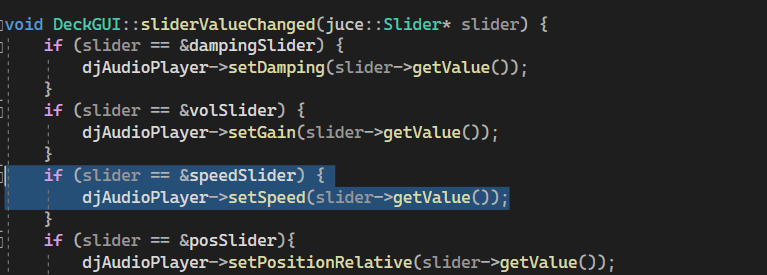 void DeckGUI::sliderValueChanged(juce::Slider* slider) {
    if (slider == &dampingSlider) {
        djAudioPlayer->setDamping(slider->getValue());
    }
    if (slider == &volSlider) {
        djAudioPlayer->setGain(slider->getValue());
    }
    if (slider == &speedSlider) {
        djAudioPlayer->setSpeed(slider->getValue());
    }
    if (slider == &posSlider){
        djAudioPlayer->setPositionRelative(slider->getValue());